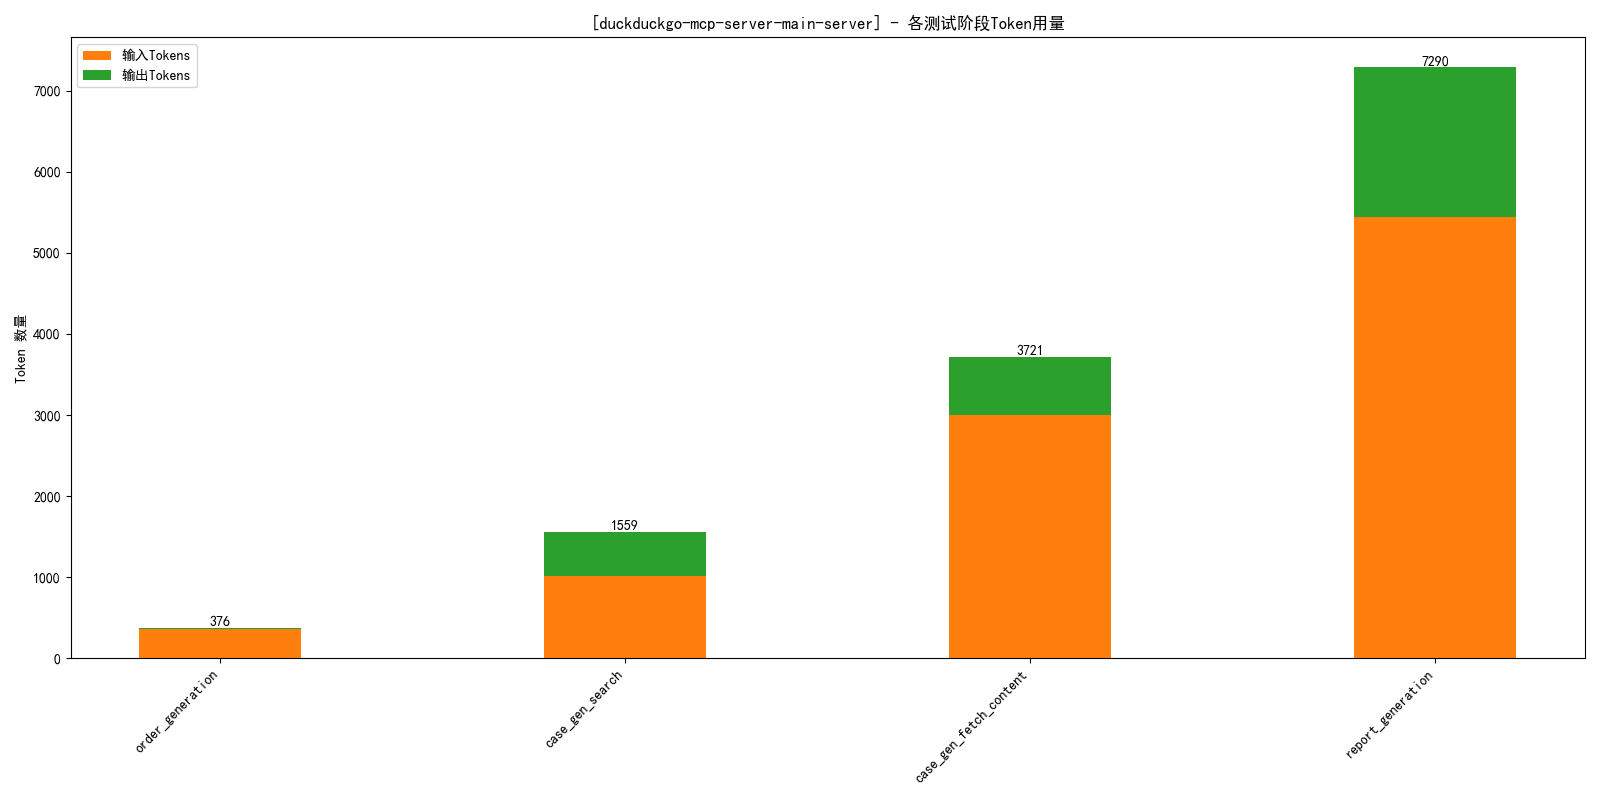 [duckduckgo-mcp-server-main-server] - 各测试阶段Token用量
输入Tokens
输出Tokens
Token 数量
7000
6000
5000
4000
3000
2000
1000
0
376
1559
3721
7290
order_generation
case_gen_search
case_gen_fetch_content
report_generation